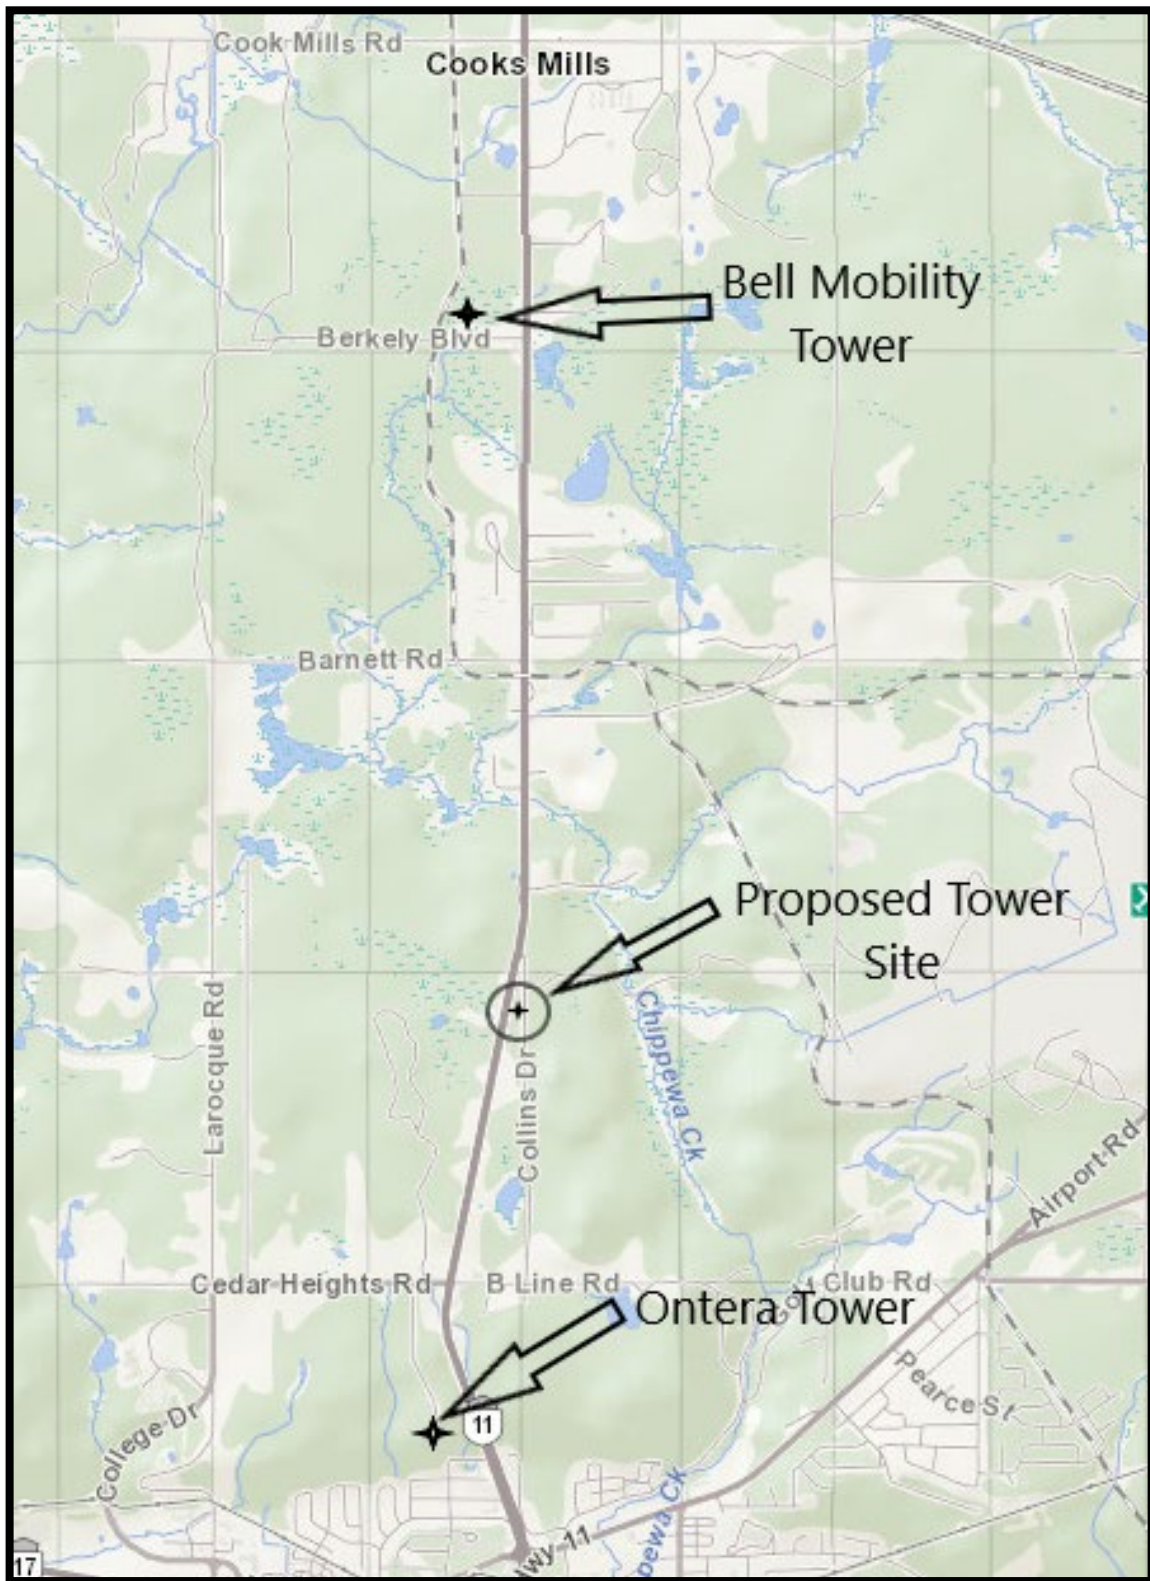 Cook Mills Rd
Cooks Mills
Bell Mobility
Tower
Berkely Blvd
Barnett Rd
Proposed Tower
Site
Larocque Rd
Collins Dr
Chippewa Ck
Airport Rd
Cedar Heights Rd
B Line Rd
Club Rd
Ontera Tower
Pearce St
College Dr
11
17